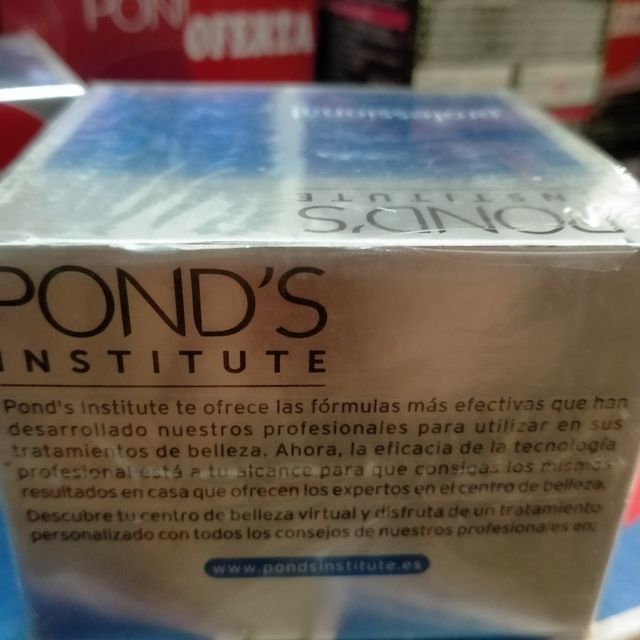 POND
OFERTA
professional
POND'S
INSTITUTE
POND'S
INSTITUTE
Pond's Institute te ofrece las fórmulas más efectivas que han
desarrollado nuestros profesionales para utilizar en sus
tratamientos de belleza. Ahora, la eficacia de la tecnología
profesional está a tu alcance para que consigas los mismos
resultados en casa que ofrecen los expertos en el centro de belleza.
Descubre tu centro de belleza virtual y disfruta de un tratamiento
personalizado con todos los consejos de nuestros profesionales en:
www.pondsinstitute.es